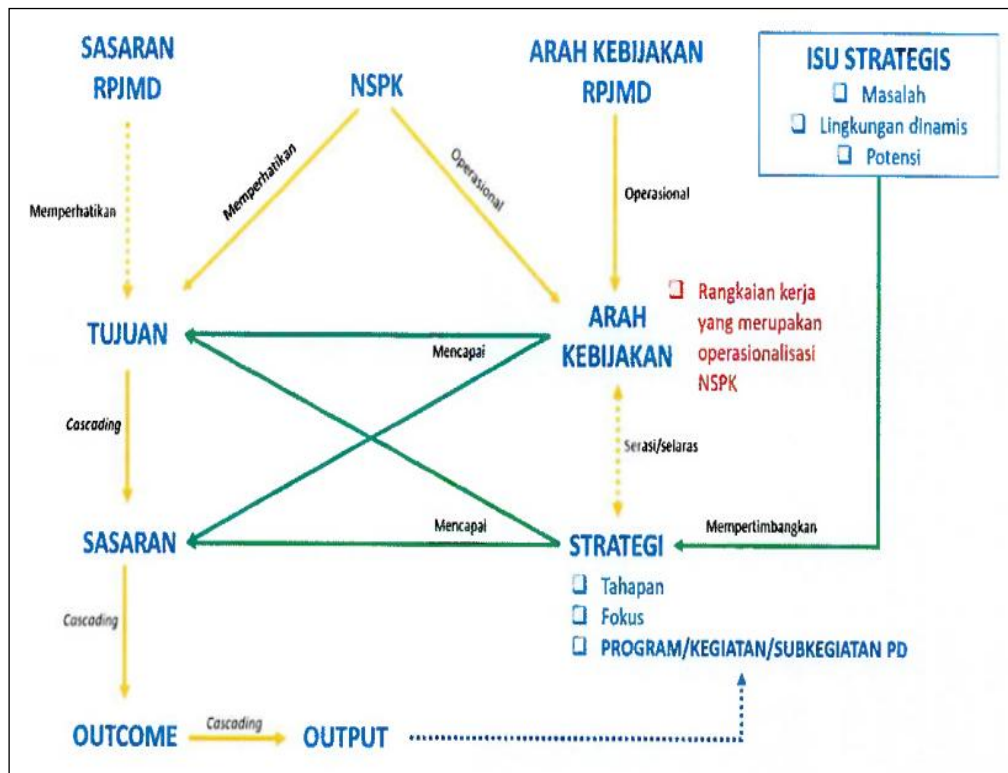 SASARAN
RPJMD
NSPK
ARAH KEBIJAKAN
RPJMD
ISU STRATEGIS
❑ Masalah
❑ Lingkungan dinamis
❑ Potensi
Memperhatikan
Memperhatikan
Operasional
Operasional
TUJUAN
Mencapai
ARAH
KEBIJAKAN
❑ Rangkaian kerja
yang merupakan
operasionalisasi
NSPK
Cascading
Serasi/selaras
SASARAN
Mencapai
STRATEGI
Mempertimbangkan
❑ Tahapan
❑ Fokus
❑ PROGRAM/KEGIATAN/SUBKEGIATAN PD
Cascading
OUTCOME
Cascading
OUTPUT